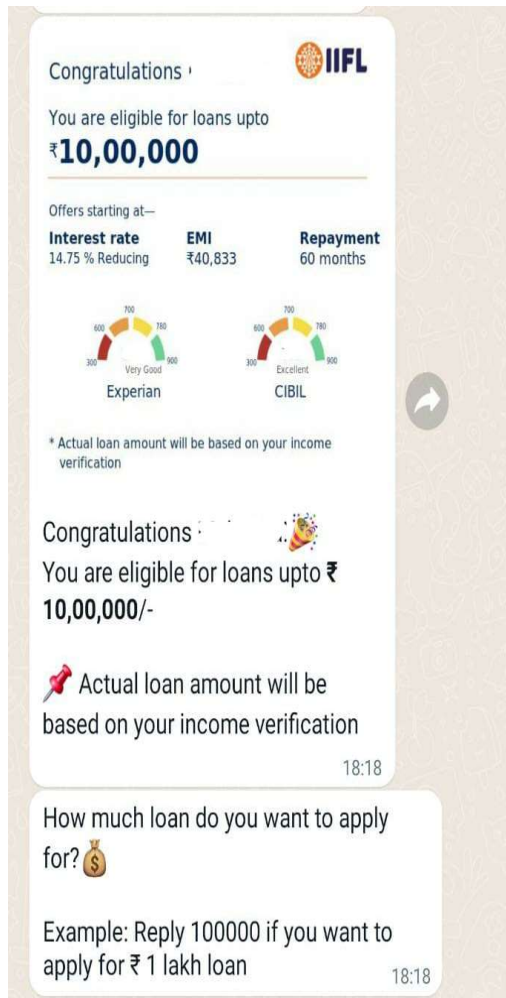 IIFL
Congratulations
You are eligible for loans upto
₹10,00,000
Offers starting at—
Interest rate EMI Repayment
14.75 % Reducing ₹40,833 60 months
700 700
600 780 600 780
300 Very Good 900 300 Excellent 900
Experian CIBIL
* Actual loan amount will be based on your income
verification
Congratulations 🎉
You are eligible for loans upto ₹
10,00,000/-
📌 Actual loan amount will be
based on your income verification
18:18
How much loan do you want to apply
for?💰
Example: Reply 100000 if you want to
apply for ₹ 1 lakh loan
18:18